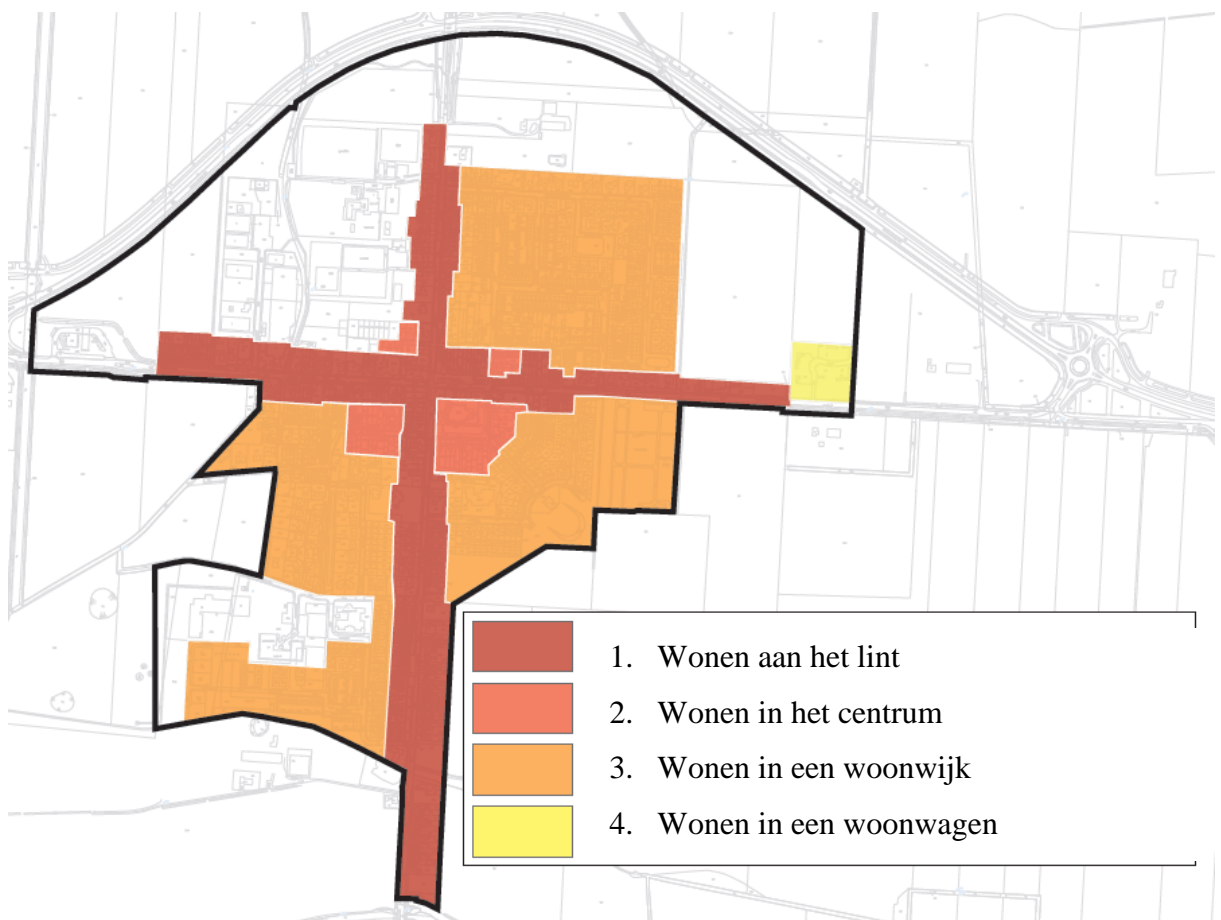 1. Wonen aan het lint
2. Wonen in het centrum
3. Wonen in een woonwijk
4. Wonen in een woonwagen